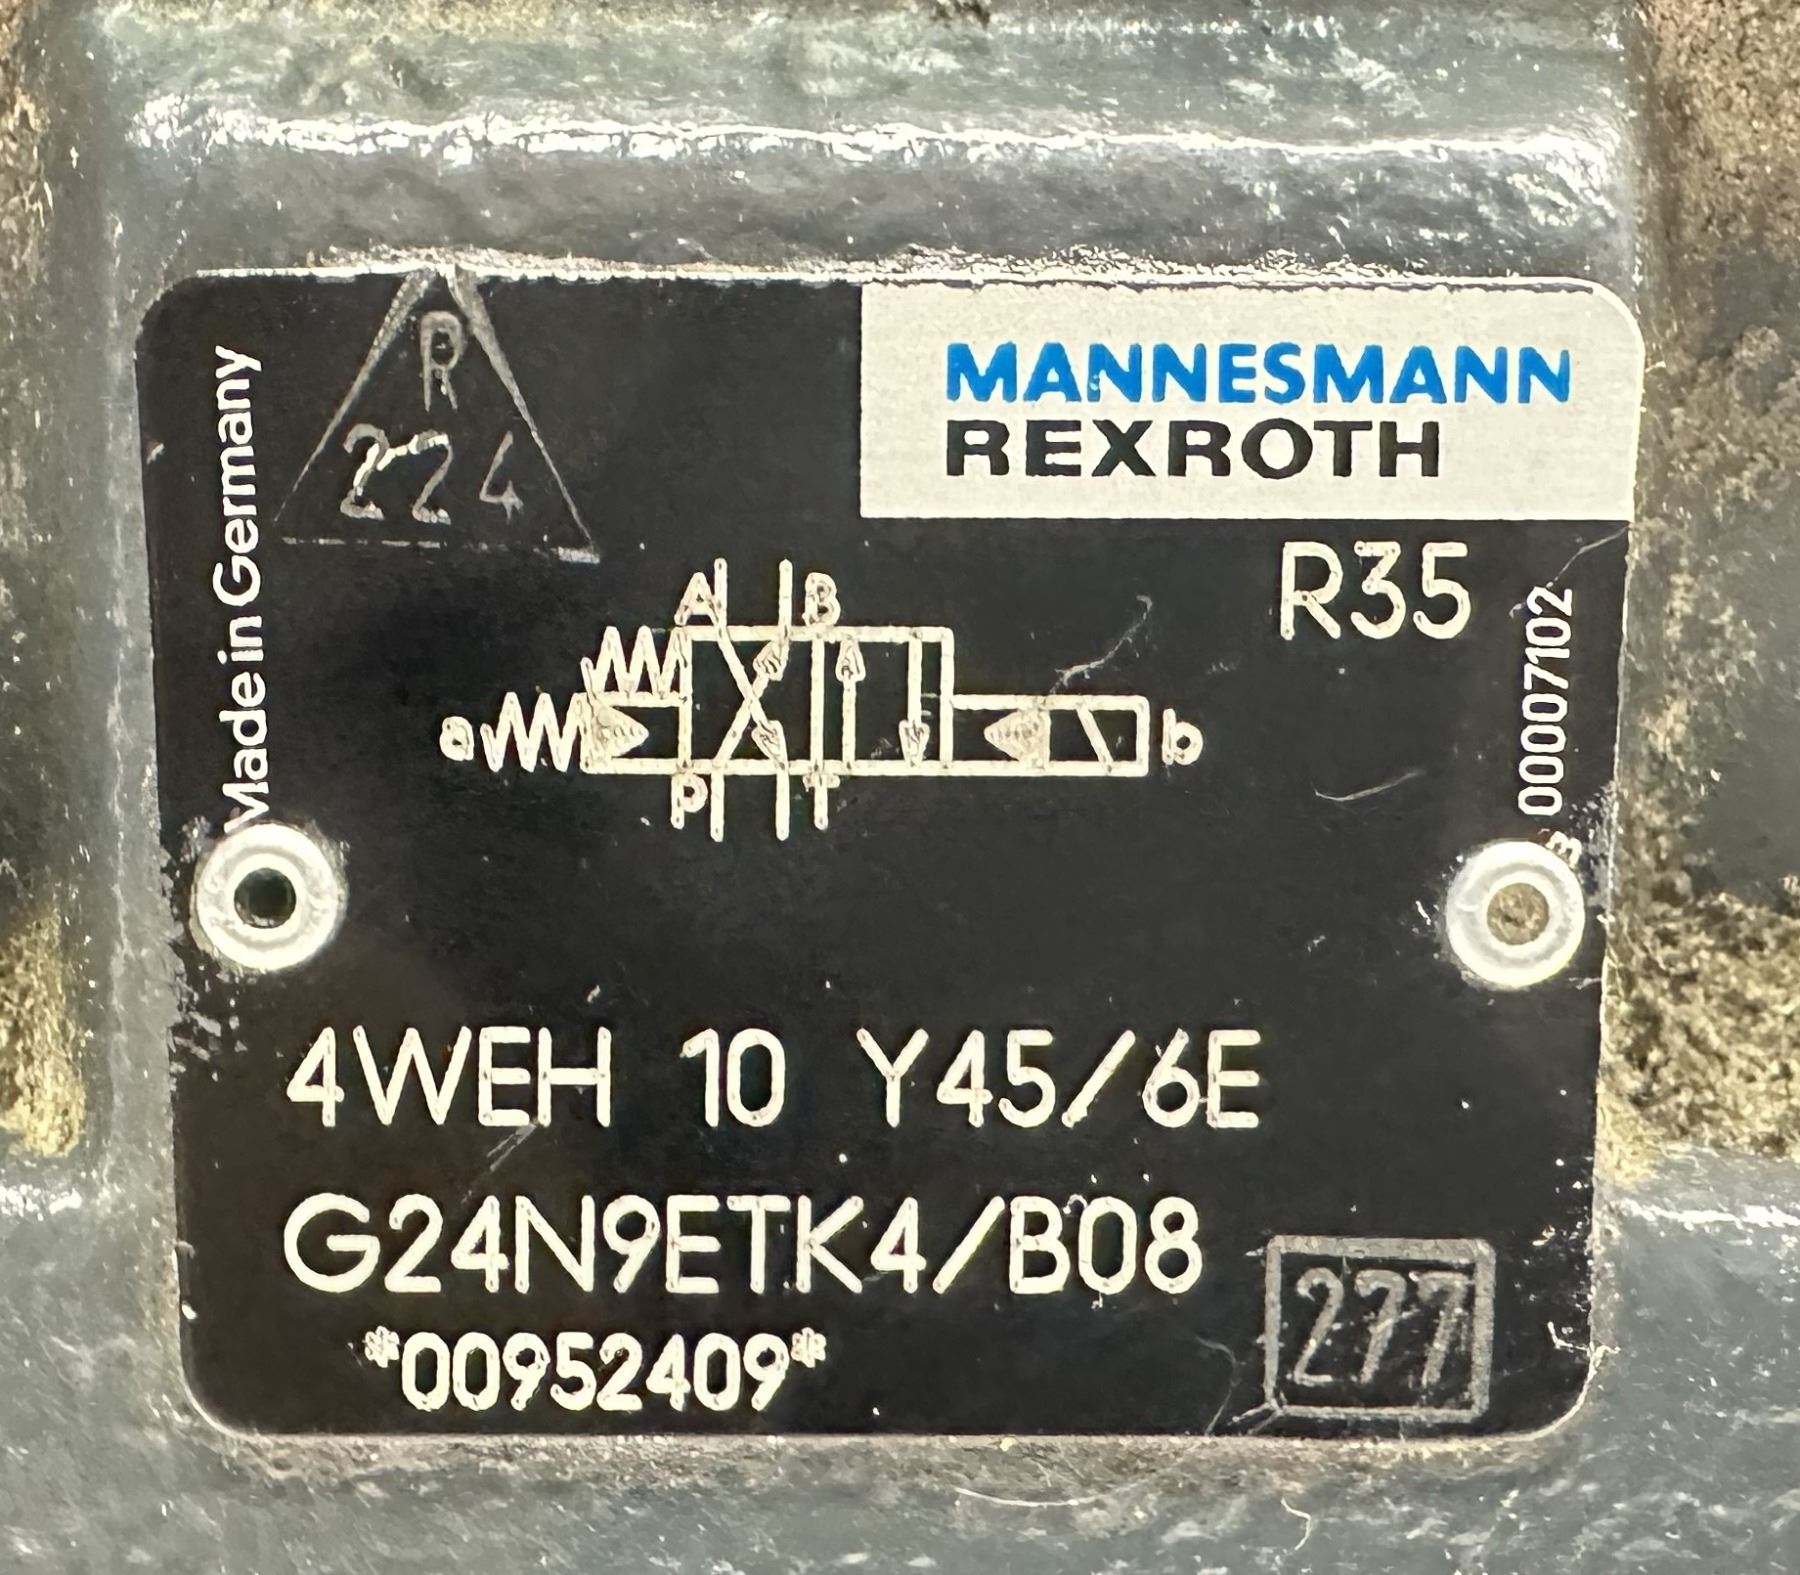 Made in Germany
R
224
MANNESMANN
REXROTH
R35
00007102
A B
a
b
P T
4WEH 10 Y45/6E
G24N9ETK4/B08
*00952409*
277